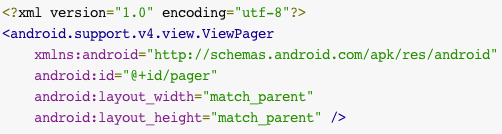 <?xml version="1.0" encoding="utf-8"?>
<android.support.v4.view.ViewPager
    xmlns:android="http://schemas.android.com/apk/res/android"
    android:id="@+id/pager"
    android:layout_width="match_parent"
    android:layout_height="match_parent" />